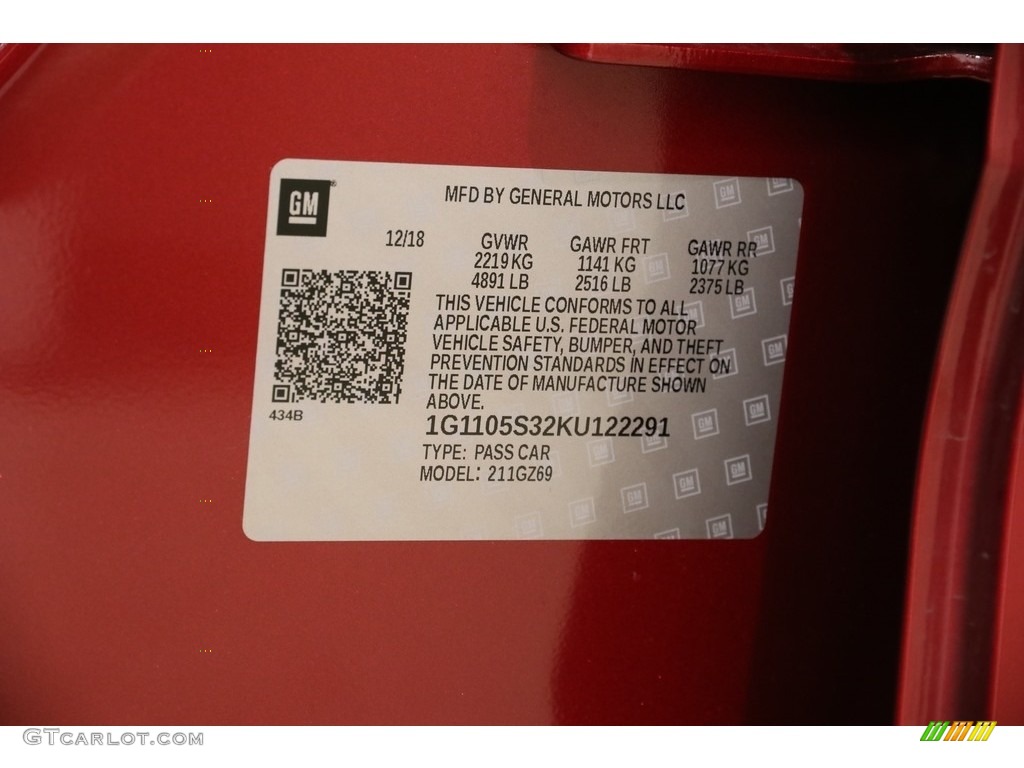 GM
MFD BY GENERAL MOTORS LLC
12/18
GVWR GAWR FRT GAWR RR
2219 KG 1141 KG 1077 KG
4891 LB 2516 LB 2375 LB
THIS VEHICLE CONFORMS TO ALL
APPLICABLE U.S. FEDERAL MOTOR
VEHICLE SAFETY, BUMPER, AND THEFT
PREVENTION STANDARDS IN EFFECT ON
THE DATE OF MANUFACTURE SHOWN
ABOVE.
434B
1G1105S32KU122291
TYPE: PASS CAR
MODEL: 211GZ69
GTCARLOT.COM